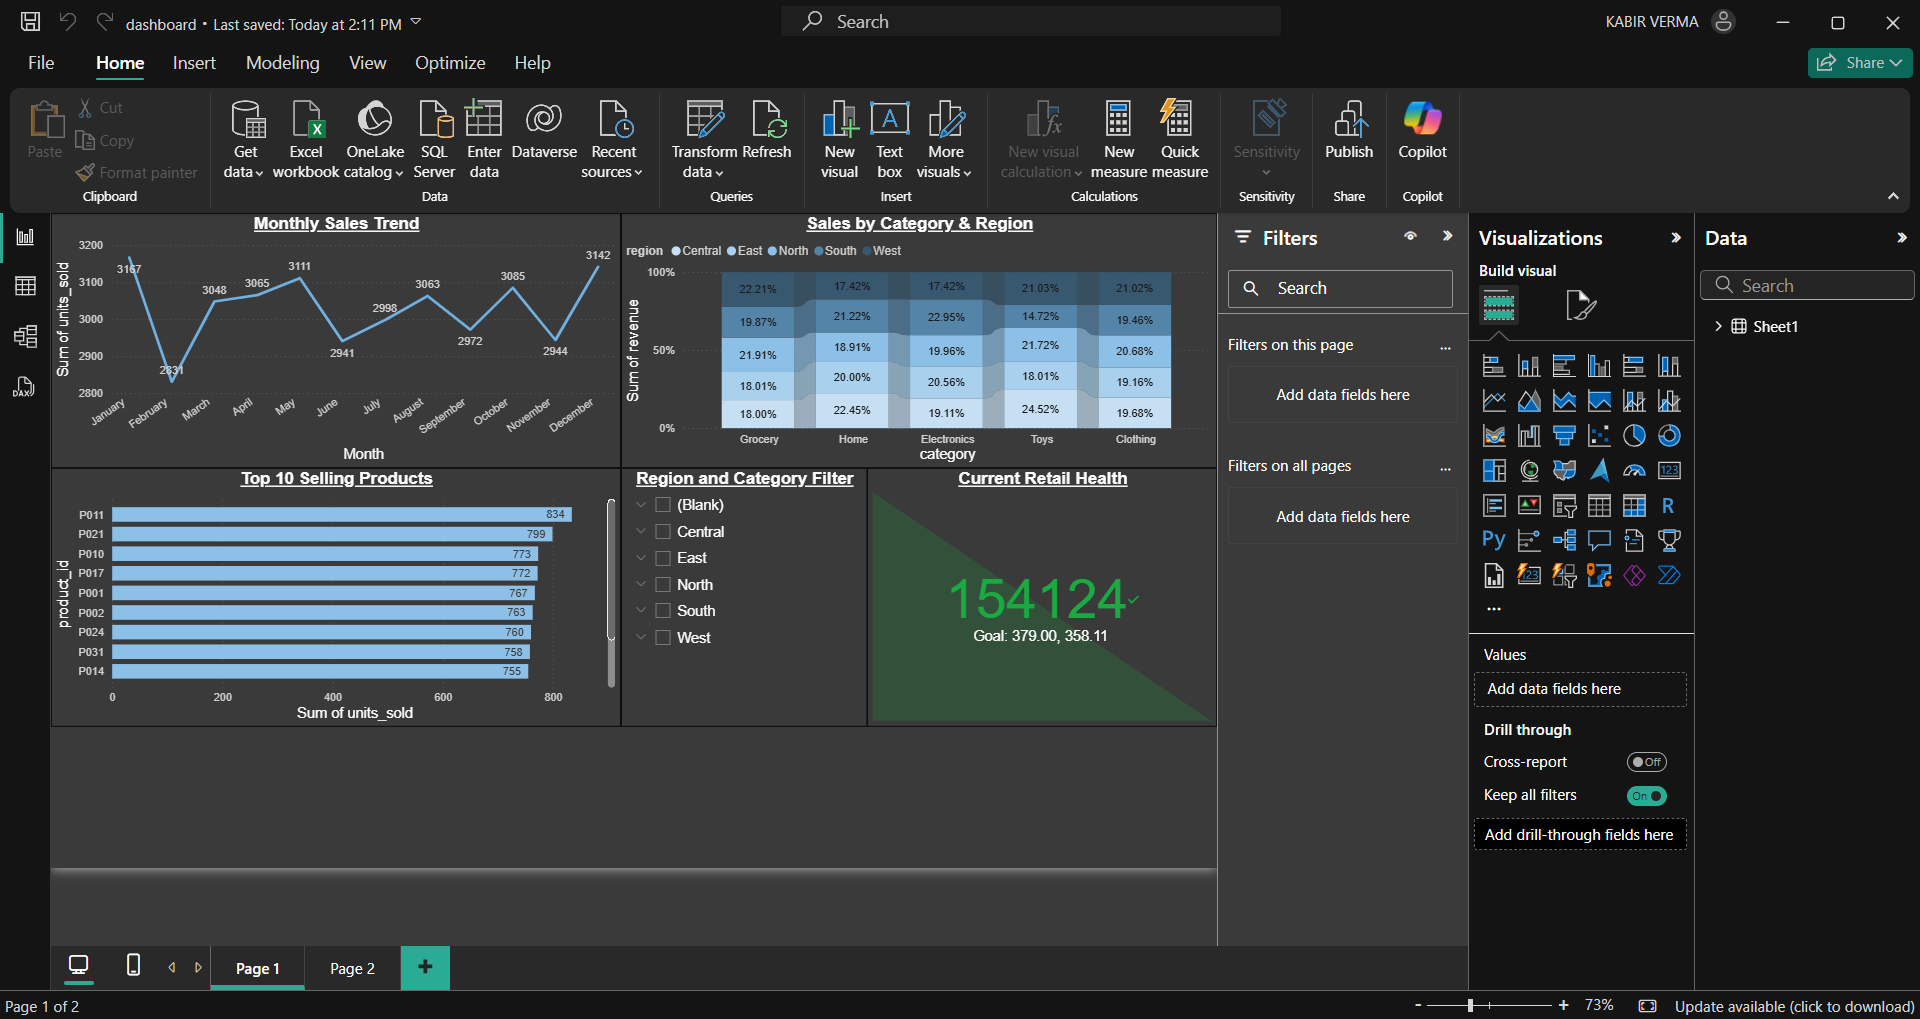 dashboard • Last saved: Today at 2:11 PM
Search
KABIR VERMA
File Home Insert Modeling View Optimize Help
Share
Paste
Cut
Copy
Format painter
Clipboard
Get data
Excel workbook
OneLake catalog
SQL Server
Enter data
Dataverse
Recent sources
Data
Transform data
Refresh
Queries
New visual
Text box
More visuals
Insert
New visual calculation
New measure
Quick measure
Calculations
Sensitivity
Sensitivity
Publish
Share
Copilot
Copilot
DAX
Monthly Sales Trend
Sum of units_sold
3200
3100
3000
2900
2800
3167
2831
3048
3065
3111
2941
2998
3063
2972
3085
2944
3142
January February March April May June July August September October November December
Month
Sales by Category & Region
region Central East North South West
Sum of revenue
100%
50%
0%
22.21% 17.42% 17.42% 21.03% 21.02%
19.87% 21.22% 22.95% 14.72% 19.46%
21.91% 18.91% 19.96% 21.72% 20.68%
18.01% 20.00% 20.56% 18.01% 19.16%
18.00% 22.45% 19.11% 24.52% 19.68%
Grocery Home Electronics Toys Clothing
category
Top 10 Selling Products
product_id
P011 834
P021 799
P010 773
P017 772
P001 767
P002 763
P024 760
P031 758
P014 755
0 200 400 600 800
Sum of units_sold
Region and Category Filter
(Blank)
Central
East
North
South
West
Current Retail Health
154124
Goal: 379.00, 358.11
Filters
Search
Filters on this page
...
Add data fields here
Filters on all pages
...
Add data fields here
Visualizations
Build visual
123
R
Py
123
...
Values
Add data fields here
Drill through
Cross-report
Off
Keep all filters
On
Add drill-through fields here
Data
Search
Sheet1
Page 1
Page 2
+
Page 1 of 2
- + 73%
Update available (click to download)